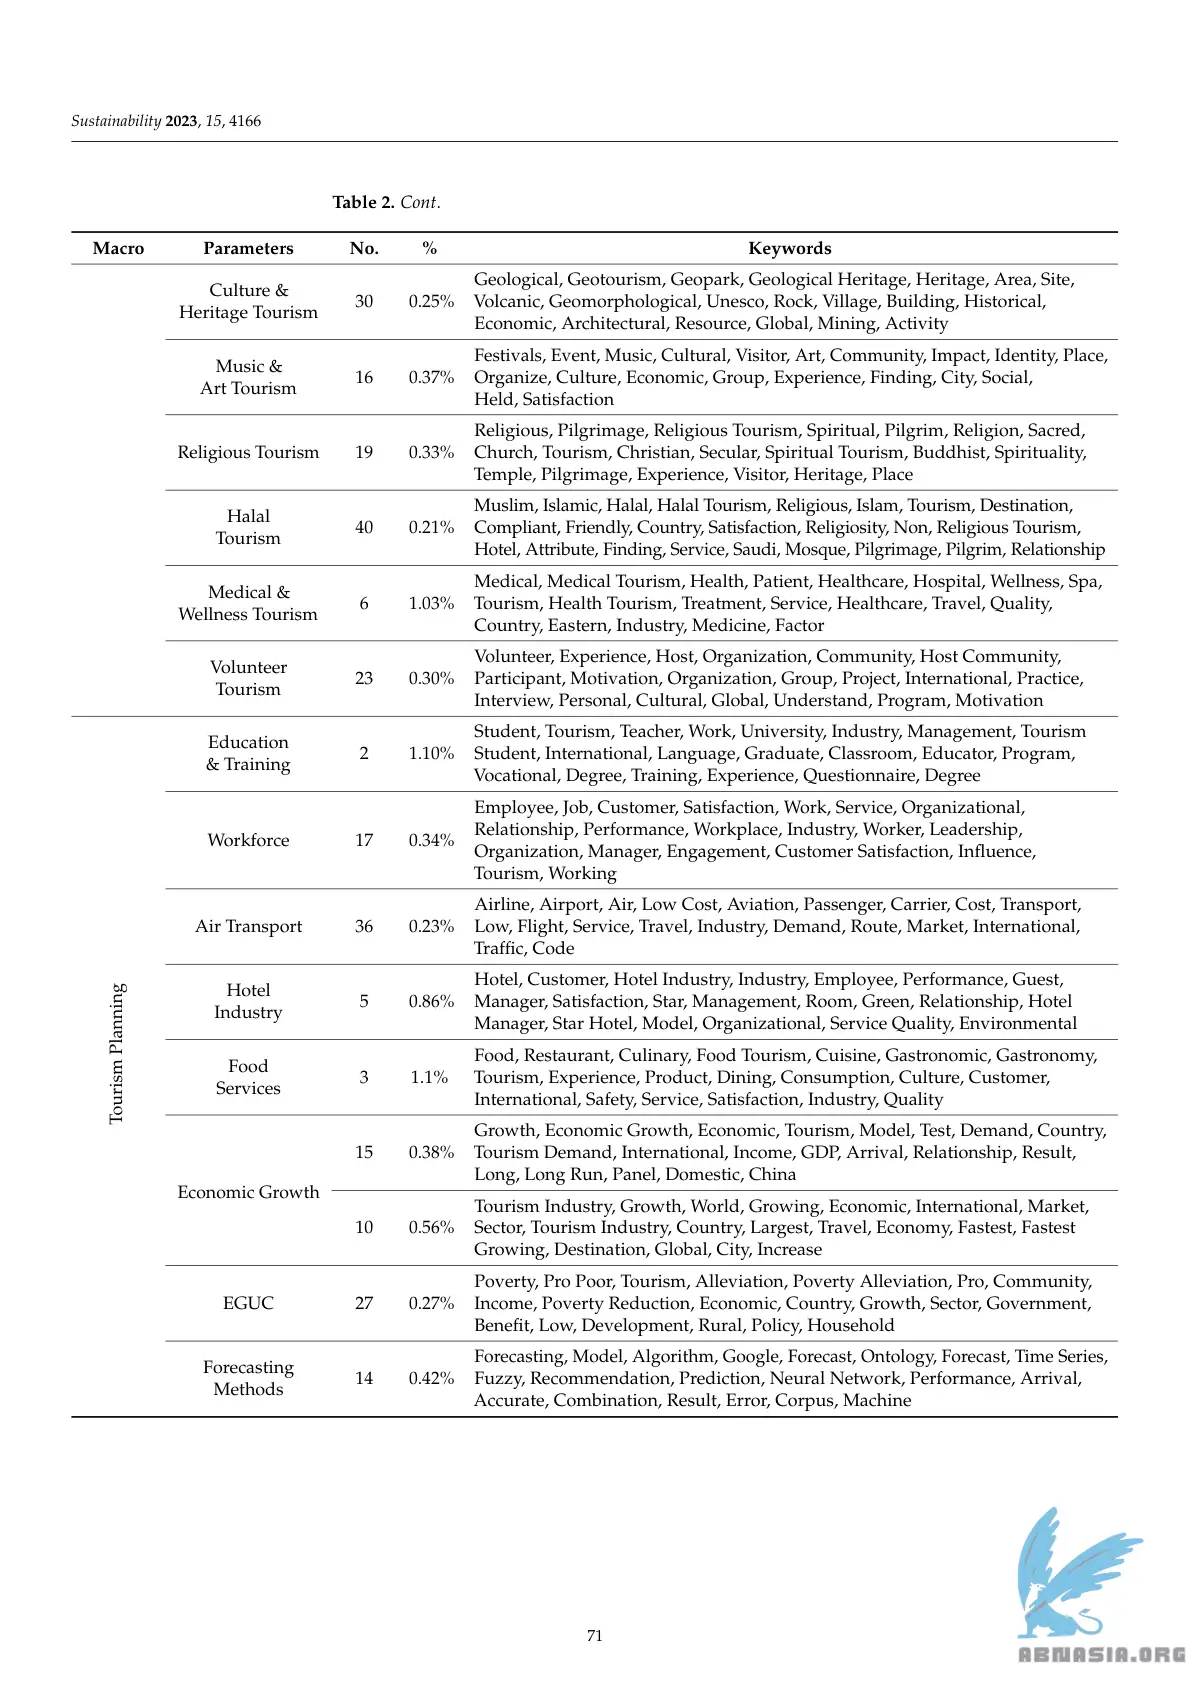 Sustainability 2023, 15, 4166
Table 2. Cont.
Macro Parameters No. % Keywords
Culture &
Heritage Tourism
30 0.25%
Geological, Geotourism, Geopark, Geological Heritage, Heritage, Area, Site,
Volcanic, Geomorphological, Unesco, Rock, Village, Building, Historical,
Economic, Architectural, Resource, Global, Mining, Activity
Music &
Art Tourism
16 0.37%
Festivals, Event, Music, Cultural, Visitor, Art, Community, Impact, Identity, Place,
Organize, Culture, Economic, Group, Experience, Finding, City, Social,
Held, Satisfaction
Religious Tourism 19 0.33%
Religious, Pilgrimage, Religious Tourism, Spiritual, Pilgrim, Religion, Sacred,
Church, Tourism, Christian, Secular, Spiritual Tourism, Buddhist, Spirituality,
Temple, Pilgrimage, Experience, Visitor, Heritage, Place
Halal
Tourism
40 0.21%
Muslim, Islamic, Halal, Halal Tourism, Religious, Islam, Tourism, Destination,
Compliant, Friendly, Country, Satisfaction, Religiosity, Non, Religious Tourism,
Hotel, Attribute, Finding, Service, Saudi, Mosque, Pilgrimage, Pilgrim, Relationship
Medical &
Wellness Tourism
6 1.03%
Medical, Medical Tourism, Health, Patient, Healthcare, Hospital, Wellness, Spa,
Tourism, Health Tourism, Treatment, Service, Healthcare, Travel, Quality,
Country, Eastern, Industry, Medicine, Factor
Volunteer
Tourism
23 0.30%
Volunteer, Experience, Host, Organization, Community, Host Community,
Participant, Motivation, Organization, Group, Project, International, Practice,
Interview, Personal, Cultural, Global, Understand, Program, Motivation
Tourism Planning
Education
& Training
2 1.10%
Student, Tourism, Teacher, Work, University, Industry, Management, Tourism
Student, International, Language, Graduate, Classroom, Educator, Program,
Vocational, Degree, Training, Experience, Questionnaire, Degree
Workforce 17 0.34%
Employee, Job, Customer, Satisfaction, Work, Service, Organizational,
Relationship, Performance, Workplace, Industry, Worker, Leadership,
Organization, Manager, Engagement, Customer Satisfaction, Influence,
Tourism, Working
Air Transport 36 0.23%
Airline, Airport, Air, Low Cost, Aviation, Passenger, Carrier, Cost, Transport,
Low, Flight, Service, Travel, Industry, Demand, Route, Market, International,
Traffic, Code
Hotel
Industry
5 0.86%
Hotel, Customer, Hotel Industry, Industry, Employee, Performance, Guest,
Manager, Satisfaction, Star, Management, Room, Green, Relationship, Hotel
Manager, Star Hotel, Model, Organizational, Service Quality, Environmental
Food
Services
3 1.1%
Food, Restaurant, Culinary, Food Tourism, Cuisine, Gastronomic, Gastronomy,
Tourism, Experience, Product, Dining, Consumption, Culture, Customer,
International, Safety, Service, Satisfaction, Industry, Quality
Economic Growth
15 0.38%
Growth, Economic Growth, Economic, Tourism, Model, Test, Demand, Country,
Tourism Demand, International, Income, GDP, Arrival, Relationship, Result,
Long, Long Run, Panel, Domestic, China
10 0.56%
Tourism Industry, Growth, World, Growing, Economic, International, Market,
Sector, Tourism Industry, Country, Largest, Travel, Economy, Fastest, Fastest
Growing, Destination, Global, City, Increase
EGUC 27 0.27%
Poverty, Pro Poor, Tourism, Alleviation, Poverty Alleviation, Pro, Community,
Income, Poverty Reduction, Economic, Country, Growth, Sector, Government,
Benefit, Low, Development, Rural, Policy, Household
Forecasting
Methods
14 0.42%
Forecasting, Model, Algorithm, Google, Forecast, Ontology, Forecast, Time Series,
Fuzzy, Recommendation, Prediction, Neural Network, Performance, Arrival,
Accurate, Combination, Result, Error, Corpus, Machine
71
ABNASIA.ORG